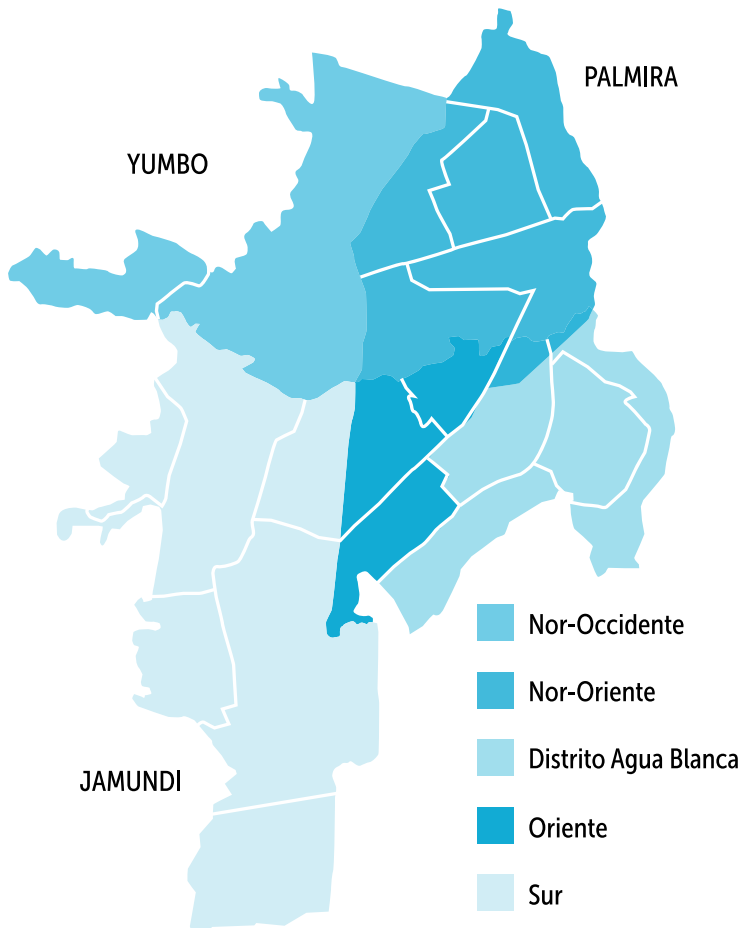 PALMIRA
YUMBO
JAMUNDI
Nor-Occidente
Nor-Oriente
Distrito Agua Blanca
Oriente
Sur